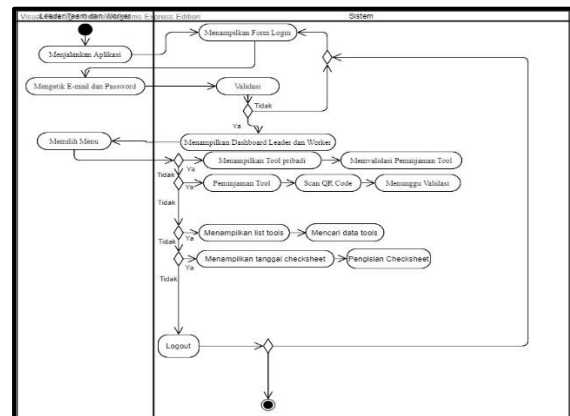 Leader Team dan Worker
Sistem
Menampilkan Form Login
Menjalankan Aplikasi
Mengetik E-mail dan Password
Validasi
Tidak
Ya
Menampilkan Dashboard Leader dan Worker
Memilih Menu
Ya
Menampilkan Tool pribadi
Memvalidasi Peminjaman Tool
Tidak
Ya
Peminjaman Tool
Scan QR Code
Menunggu Validasi
Tidak
Ya
Menampilkan list tools
Mencari data tools
Tidak
Ya
Menampilkan tanggal checksheet
Pengisian Checksheet
Tidak
Logout